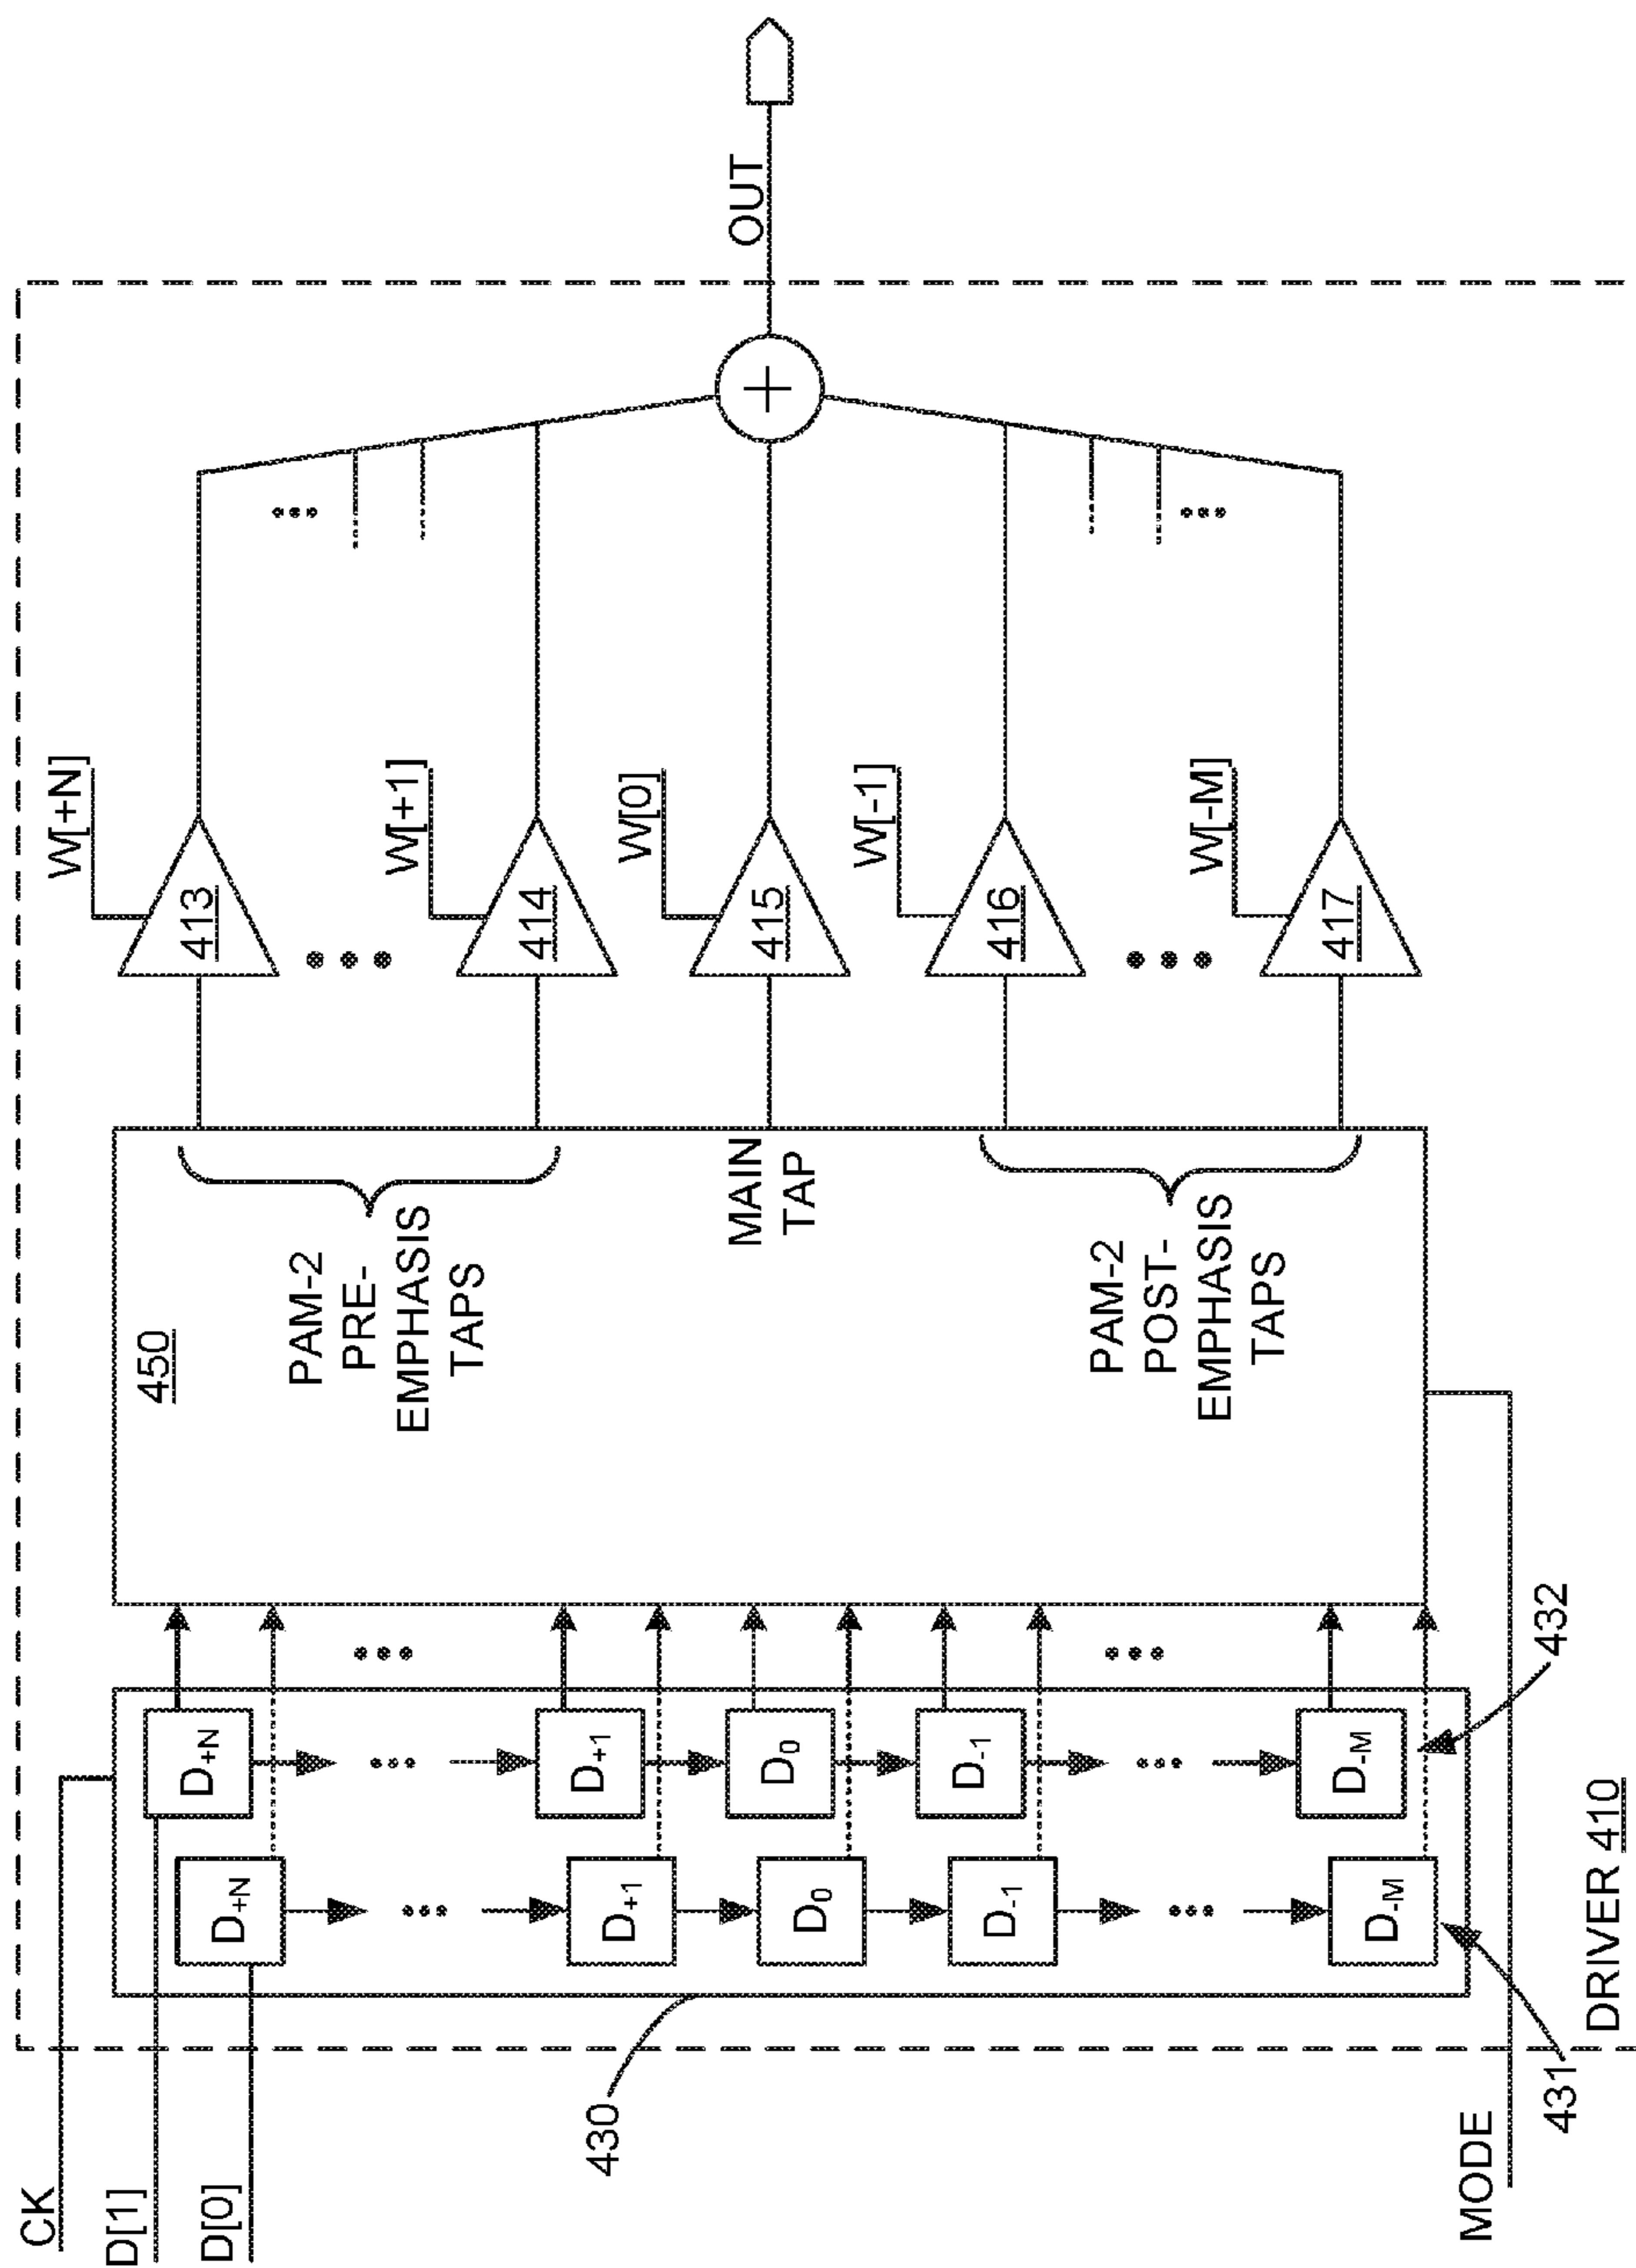 CK
D[1]
D[0]
430
D+N
D+N
•••
•••
D+1
D+1
D0
D0
D-1
D-1
•••
•••
D-M
D-M
431
432
MODE
DRIVER 410
•••
•••
450
PAM-2
PRE-
EMPHASIS
TAPS
MAIN
TAP
PAM-2
POST-
EMPHASIS
TAPS
W[+N]
413
•••
W[+1]
414
W[0]
415
W[-1]
416
•••
W[-M]
417
•••
•••
+
OUT